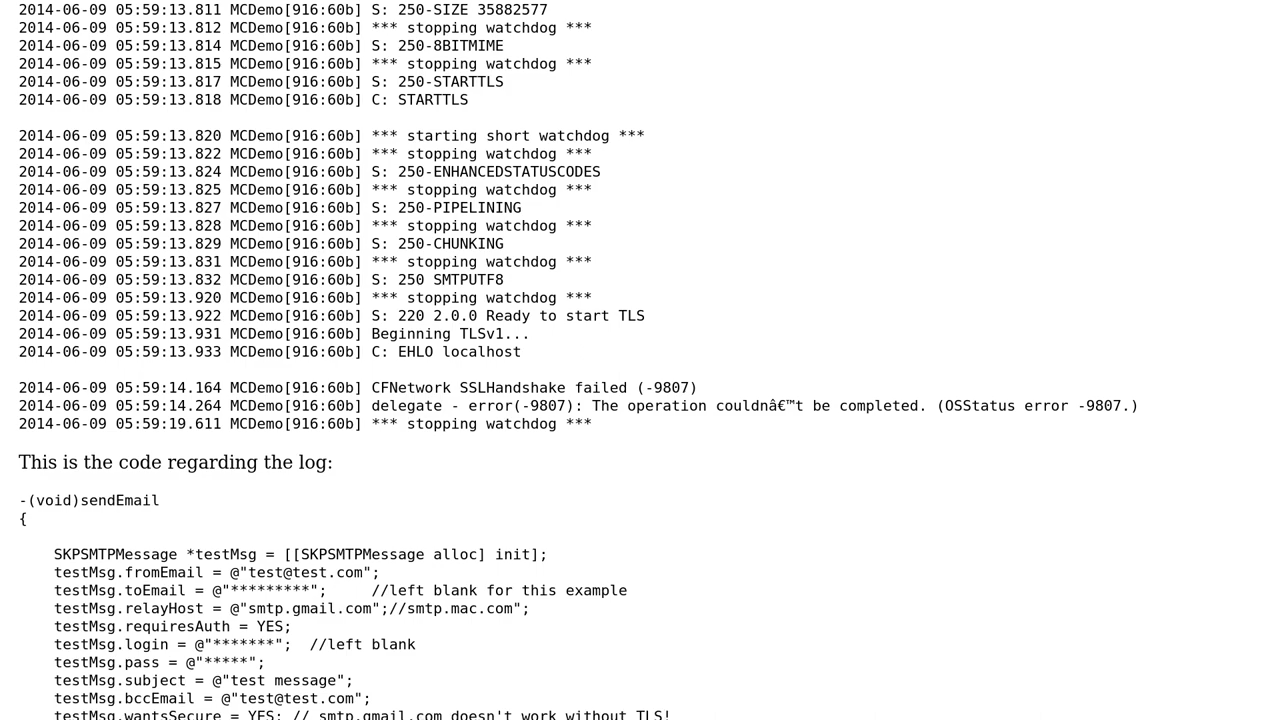 2014-06-09 05:59:13.811 MCDemo[916:60b] S: 250-SIZE 35882577
2014-06-09 05:59:13.812 MCDemo[916:60b] *** stopping watchdog ***
2014-06-09 05:59:13.814 MCDemo[916:60b] S: 250-8BITMIME
2014-06-09 05:59:13.815 MCDemo[916:60b] *** stopping watchdog ***
2014-06-09 05:59:13.817 MCDemo[916:60b] S: 250-STARTTLS
2014-06-09 05:59:13.818 MCDemo[916:60b] C: STARTTLS
2014-06-09 05:59:13.820 MCDemo[916:60b] *** starting short watchdog ***
2014-06-09 05:59:13.822 MCDemo[916:60b] *** stopping watchdog ***
2014-06-09 05:59:13.824 MCDemo[916:60b] S: 250-ENHANCEDSTATUSCODES
2014-06-09 05:59:13.825 MCDemo[916:60b] *** stopping watchdog ***
2014-06-09 05:59:13.827 MCDemo[916:60b] S: 250-PIPELINING
2014-06-09 05:59:13.828 MCDemo[916:60b] *** stopping watchdog ***
2014-06-09 05:59:13.829 MCDemo[916:60b] S: 250-CHUNKING
2014-06-09 05:59:13.831 MCDemo[916:60b] *** stopping watchdog ***
2014-06-09 05:59:13.832 MCDemo[916:60b] S: 250 SMTPUTF8
2014-06-09 05:59:13.920 MCDemo[916:60b] *** stopping watchdog ***
2014-06-09 05:59:13.922 MCDemo[916:60b] S: 220 2.0.0 Ready to start TLS
2014-06-09 05:59:13.931 MCDemo[916:60b] Beginning TLSv1...
2014-06-09 05:59:13.933 MCDemo[916:60b] C: EHLO localhost
2014-06-09 05:59:14.164 MCDemo[916:60b] CFNetwork SSLHandshake failed (-9807)
2014-06-09 05:59:14.264 MCDemo[916:60b] delegate - error(-9807): The operation couldnâ€™t be completed. (OSStatus error -9807.)
2014-06-09 05:59:19.611 MCDemo[916:60b] *** stopping watchdog ***
This is the code regarding the log:
-(void)sendEmail
{
SKPSMTPMessage *testMsg = [[SKPSMTPMessage alloc] init];
testMsg.fromEmail = @"test@test.com";
testMsg.toEmail = @"*********";     //left blank for this example
testMsg.relayHost = @"smtp.gmail.com";//smtp.mac.com";
testMsg.requiresAuth = YES;
testMsg.login = @"*******";  //left blank
testMsg.pass = @"*****";
testMsg.subject = @"test message";
testMsg.bccEmail = @"test@test.com";
testMsg.wantsSecure = YES; // smtp.gmail.com doesn't work without TLS!